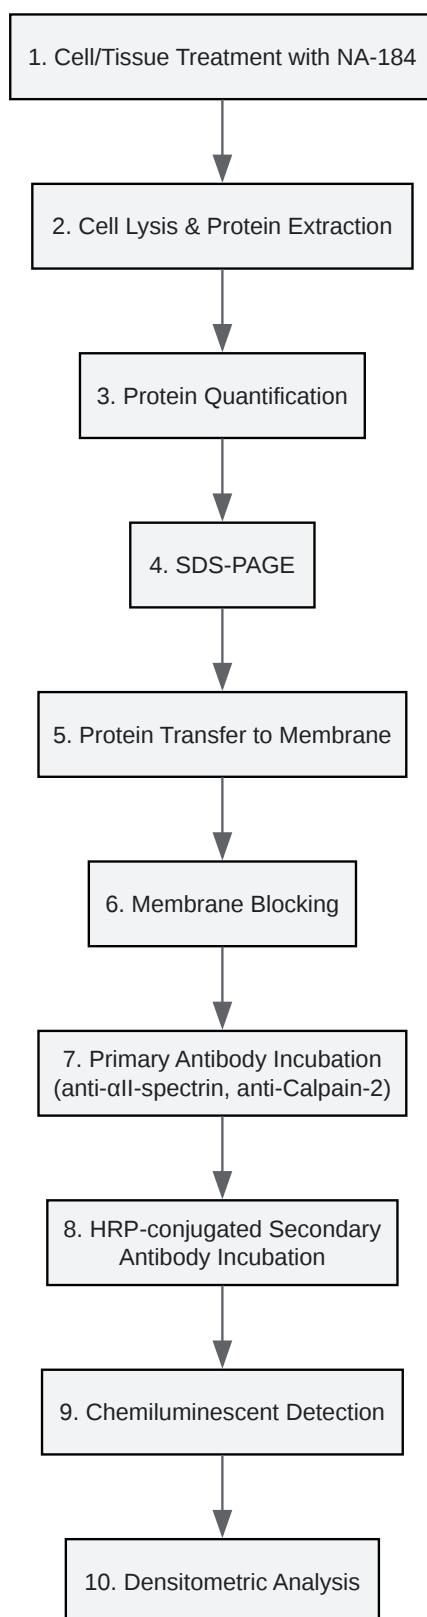 1. Cell/Tissue Treatment with NA-184
2. Cell Lysis & Protein Extraction
3. Protein Quantification
4. SDS-PAGE
5. Protein Transfer to Membrane
6. Membrane Blocking
7. Primary Antibody Incubation
(anti-αII-spectrin, anti-Calpain-2)
8. HRP-conjugated Secondary
Antibody Incubation
9. Chemiluminescent Detection
10. Densitometric Analysis